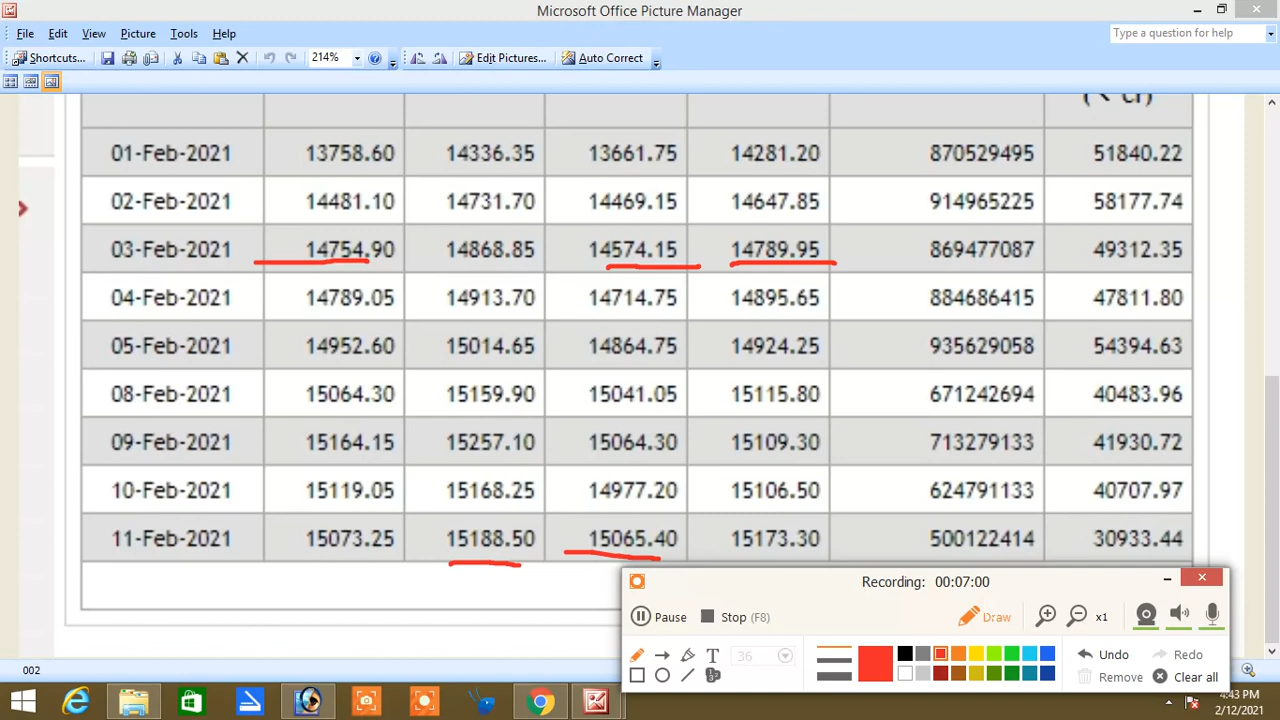 Microsoft Office Picture Manager
File Edit View Picture Tools Help
Type a question for help
Shortcuts... 214% Edit Pictures... Auto Correct
(₹ Cr)
01-Feb-2021 13758.60 14336.35 13661.75 14281.20 870529495 51840.22
02-Feb-2021 14481.10 14731.70 14469.15 14647.85 914965225 58177.74
03-Feb-2021 14754.90 14868.85 14574.15 14789.95 869477087 49312.35
04-Feb-2021 14789.05 14913.70 14714.75 14895.65 884686415 47811.80
05-Feb-2021 14952.60 15014.65 14864.75 14924.25 935629058 54394.63
08-Feb-2021 15064.30 15159.90 15041.05 15115.80 671242694 40483.96
09-Feb-2021 15164.15 15257.10 15064.30 15109.30 713279133 41930.72
10-Feb-2021 15119.05 15168.25 14977.20 15106.50 624791133 40707.97
11-Feb-2021 15073.25 15188.50 15065.40 15173.30 500122414 30933.44
Recording: 00:07:00
Pause Stop (F8) Draw x1
T 36 Undo Redo
Remove Clear all
002
4:43 PM
2/12/2021